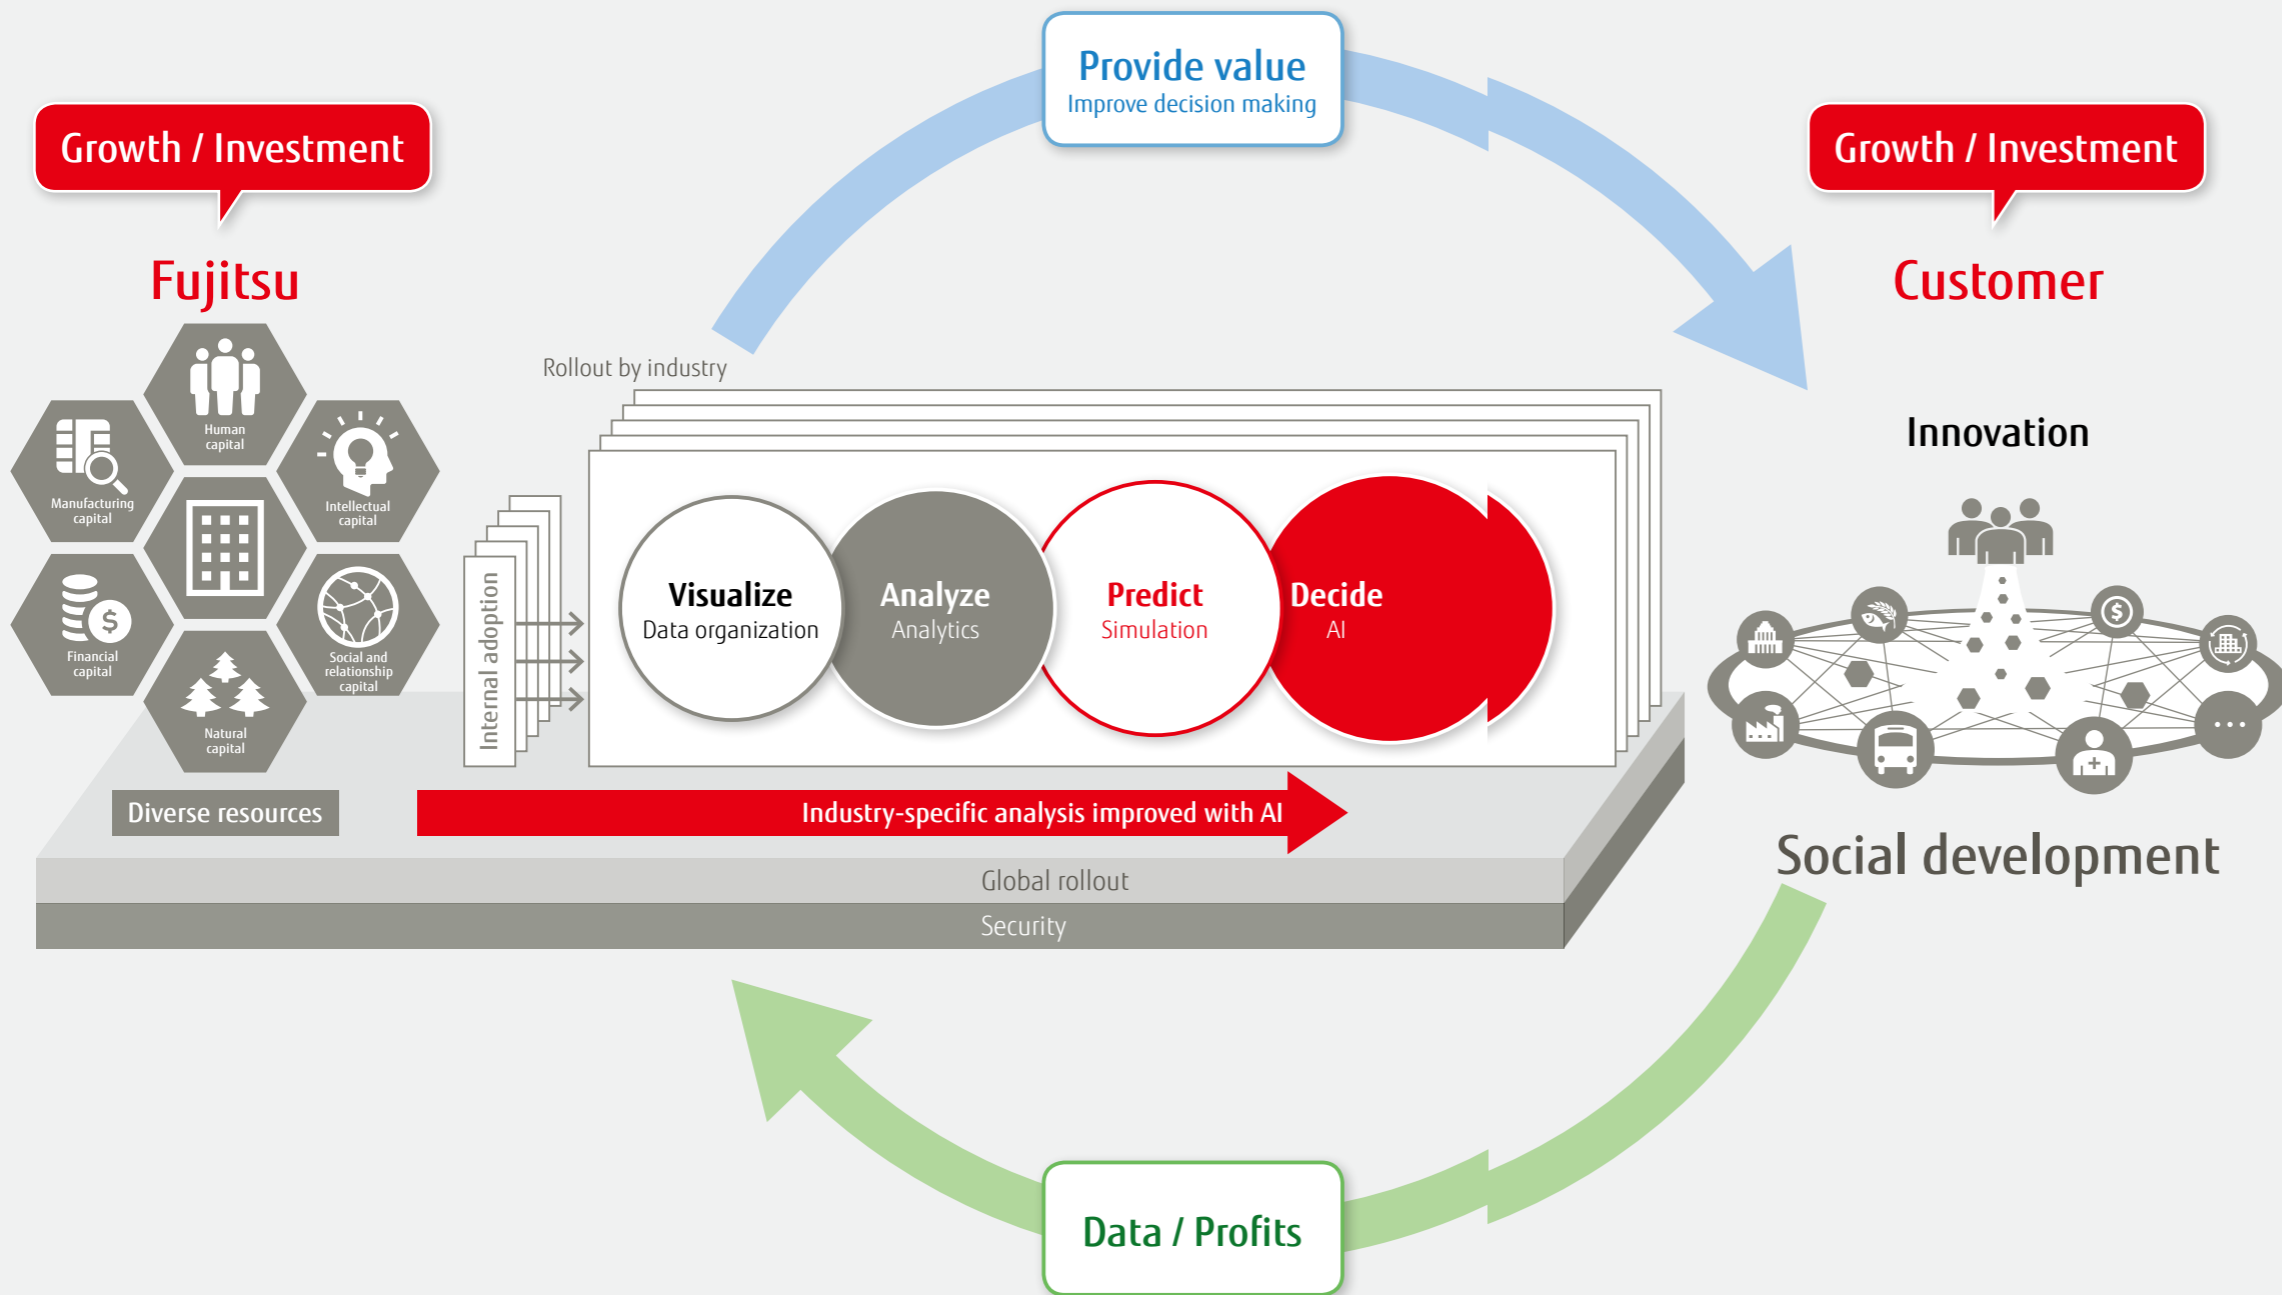 Provide value
Improve decision making
Growth / Investment
Growth / Investment
Fujitsu
Customer
Human
capital
Manufacturing
capital
Intellectual
capital
Financial
capital
Social and
relationship
capital
Natural
capital
Diverse resources
Rollout by industry
Internal adoption
Visualize
Data organization
Analyze
Analytics
Predict
Simulation
Decide
AI
Industry-specific analysis improved with AI
Global rollout
Security
Innovation
Social development
Data / Profits